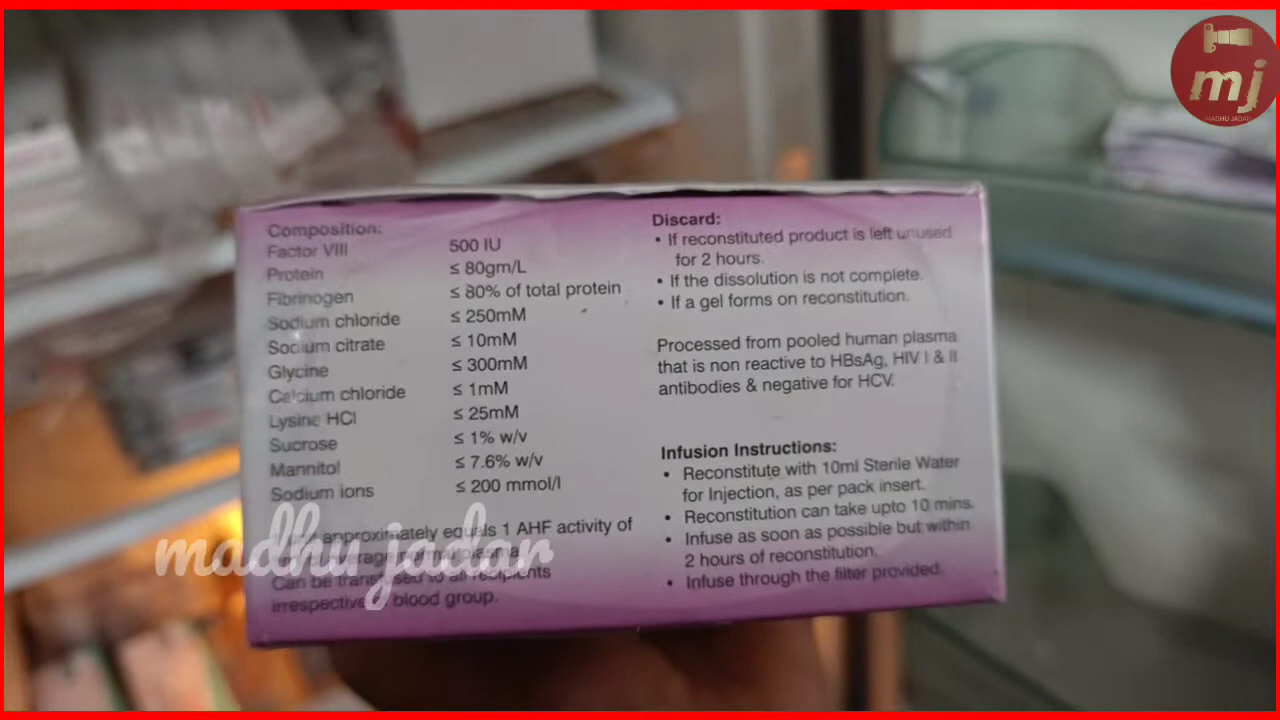 Composition:
Factor VIII 500 IU
Protein ≤ 80gm/L
Fibrinogen ≤ 80% of total protein
Sodium chloride ≤ 250mM
Sodium citrate ≤ 10mM
Glycine ≤ 300mM
Calcium chloride ≤ 1mM
Lysine HCl ≤ 25mM
Sucrose ≤ 1% w/v
Mannitol ≤ 7.6% w/v
Sodium ions ≤ 200 mmol/l
approximately equals 1 AHF activity of
plasma
Can be transfused to all recipients
irrespective blood group.
Discard:
• If reconstituted product is left unused
for 2 hours.
• If the dissolution is not complete.
• If a gel forms on reconstitution.
Processed from pooled human plasma
that is non reactive to HBsAg, HIV I & II
antibodies & negative for HCV.
Infusion Instructions:
• Reconstitute with 10ml Sterile Water
for Injection, as per pack insert.
• Reconstitution can take upto 10 mins.
• Infuse as soon as possible but within
2 hours of reconstitution.
• Infuse through the filter provided.
madhu jadar
mj
MADHU JADAR